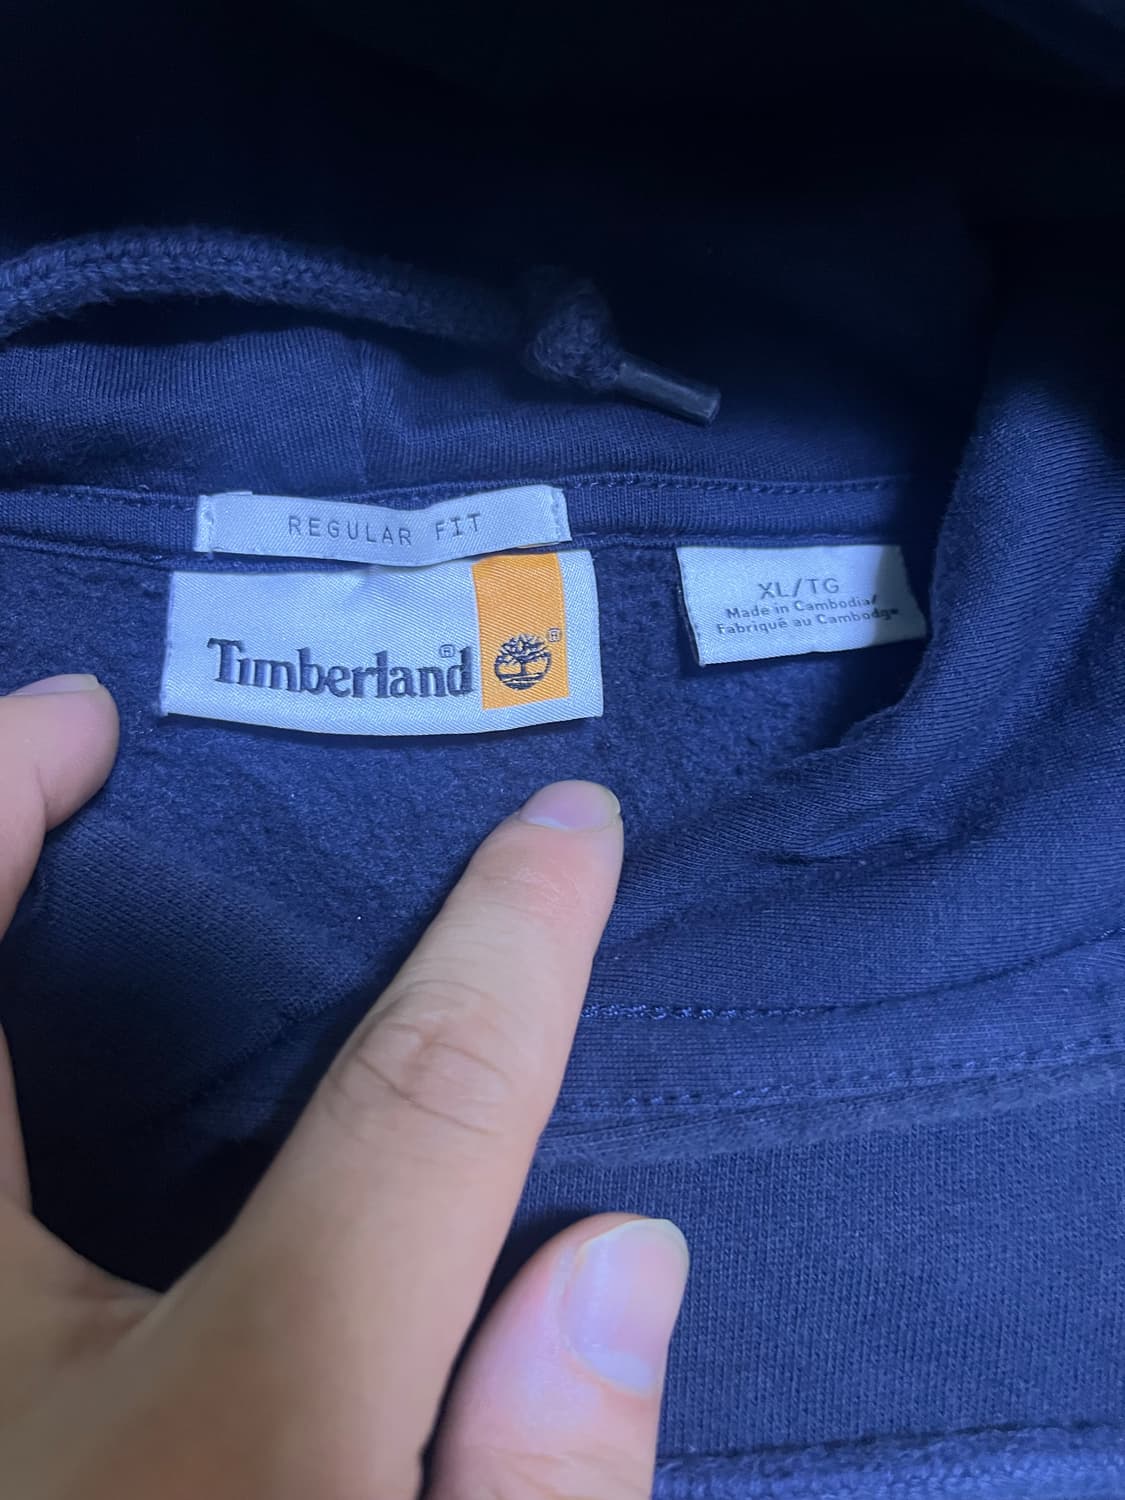 REGULAR FIT
Timberland® ®
XL/TG
Made in Cambodia/
Fabriqué au Cambodge